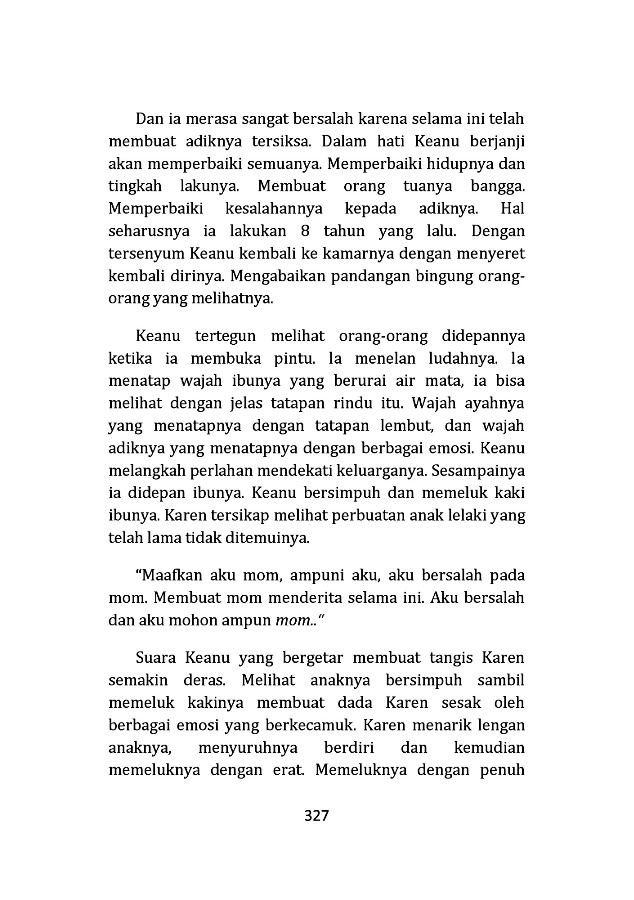 Dan ia merasa sangat bersalah karena selama ini telah
membuat adiknya tersiksa. Dalam hati Keanu berjanji
akan memperbaiki semuanya. Memperbaiki hidupnya dan
tingkah lakunya. Membuat orang tuanya bangga.
Memperbaiki kesalahannya kepada adiknya. Hal
seharusnya ia lakukan 8 tahun yang lalu. Dengan
tersenyum Keanu kembali ke kamarnya dengan menyeret
kembali dirinya. Mengabaikan pandangan bingung orang-
orang yang melihatnya.
Keanu tertegun melihat orang-orang didepannya
ketika ia membuka pintu. Ia menelan ludahnya. Ia
menatap wajah ibunya yang berurai air mata, ia bisa
melihat dengan jelas tatapan rindu itu. Wajah ayahnya
yang menatapnya dengan tatapan lembut, dan wajah
adiknya yang menatapnya dengan berbagai emosi. Keanu
melangkah perlahan mendekati keluarganya. Sesampainya
ia didepan ibunya. Keanu bersimpuh dan memeluk kaki
ibunya. Karen tersikap melihat perbuatan anak lelaki yang
telah lama tidak ditemuinya.
“Maafkan aku mom, ampuni aku, aku bersalah pada
mom. Membuat mom menderita selama ini. Aku bersalah
dan aku mohon ampun mom..“
Suara Keanu yang bergetar membuat tangis Karen
semakin deras. Melihat anaknya bersimpuh sambil
memeluk kakinya membuat dada Karen sesak oleh
berbagai emosi yang berkecamuk. Karen menarik lengan
anaknya, menyuruhnya berdiri dan kemudian
memeluknya dengan erat. Memeluknya dengan penuh
327